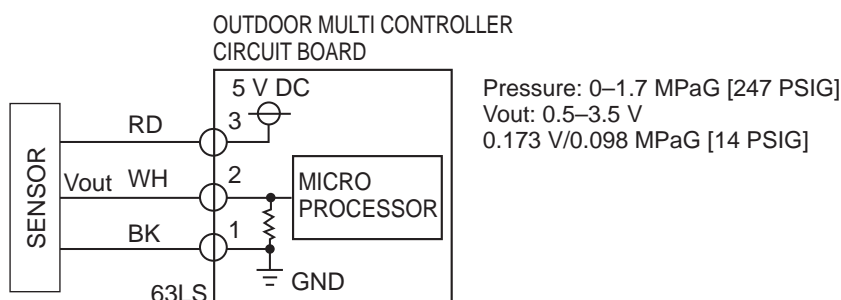 OUTDOOR MULTI CONTROLLER
CIRCUIT BOARD
5 V DC
Pressure: 0–1.7 MPaG [247 PSIG]
Vout: 0.5–3.5 V
0.173 V/0.098 MPaG [14 PSIG]
SENSOR
RD
3
Vout WH
2
MICRO
PROCESSOR
BK
1
GND
63LS